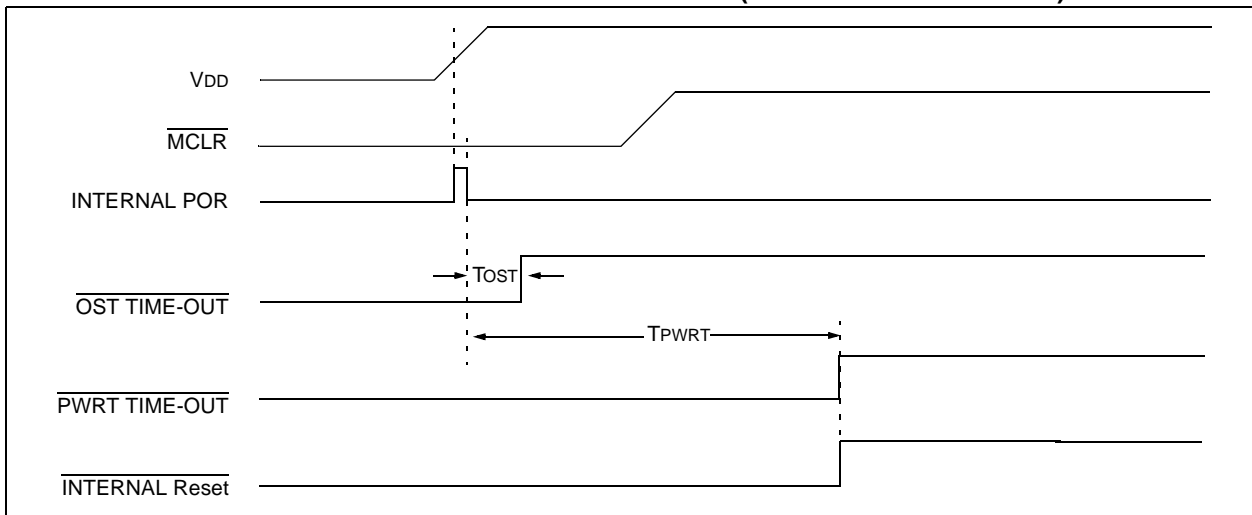 VDD
MCLR
INTERNAL POR
TOST
OST TIME-OUT
TPWRT
PWRT TIME-OUT
INTERNAL Reset